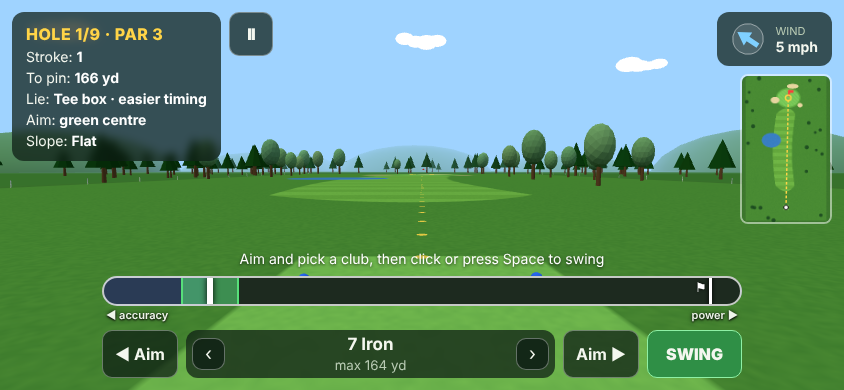 HOLE 1/9 · PAR 3
Stroke: 1
To pin: 166 yd
Lie: Tee box · easier timing
Aim: green centre
Slope: Flat
WIND
5 mph
Aim and pick a club, then click or press Space to swing
◀ accuracy
power ▶
◀ Aim
‹
7 Iron
max 164 yd
›
Aim ▶
SWING